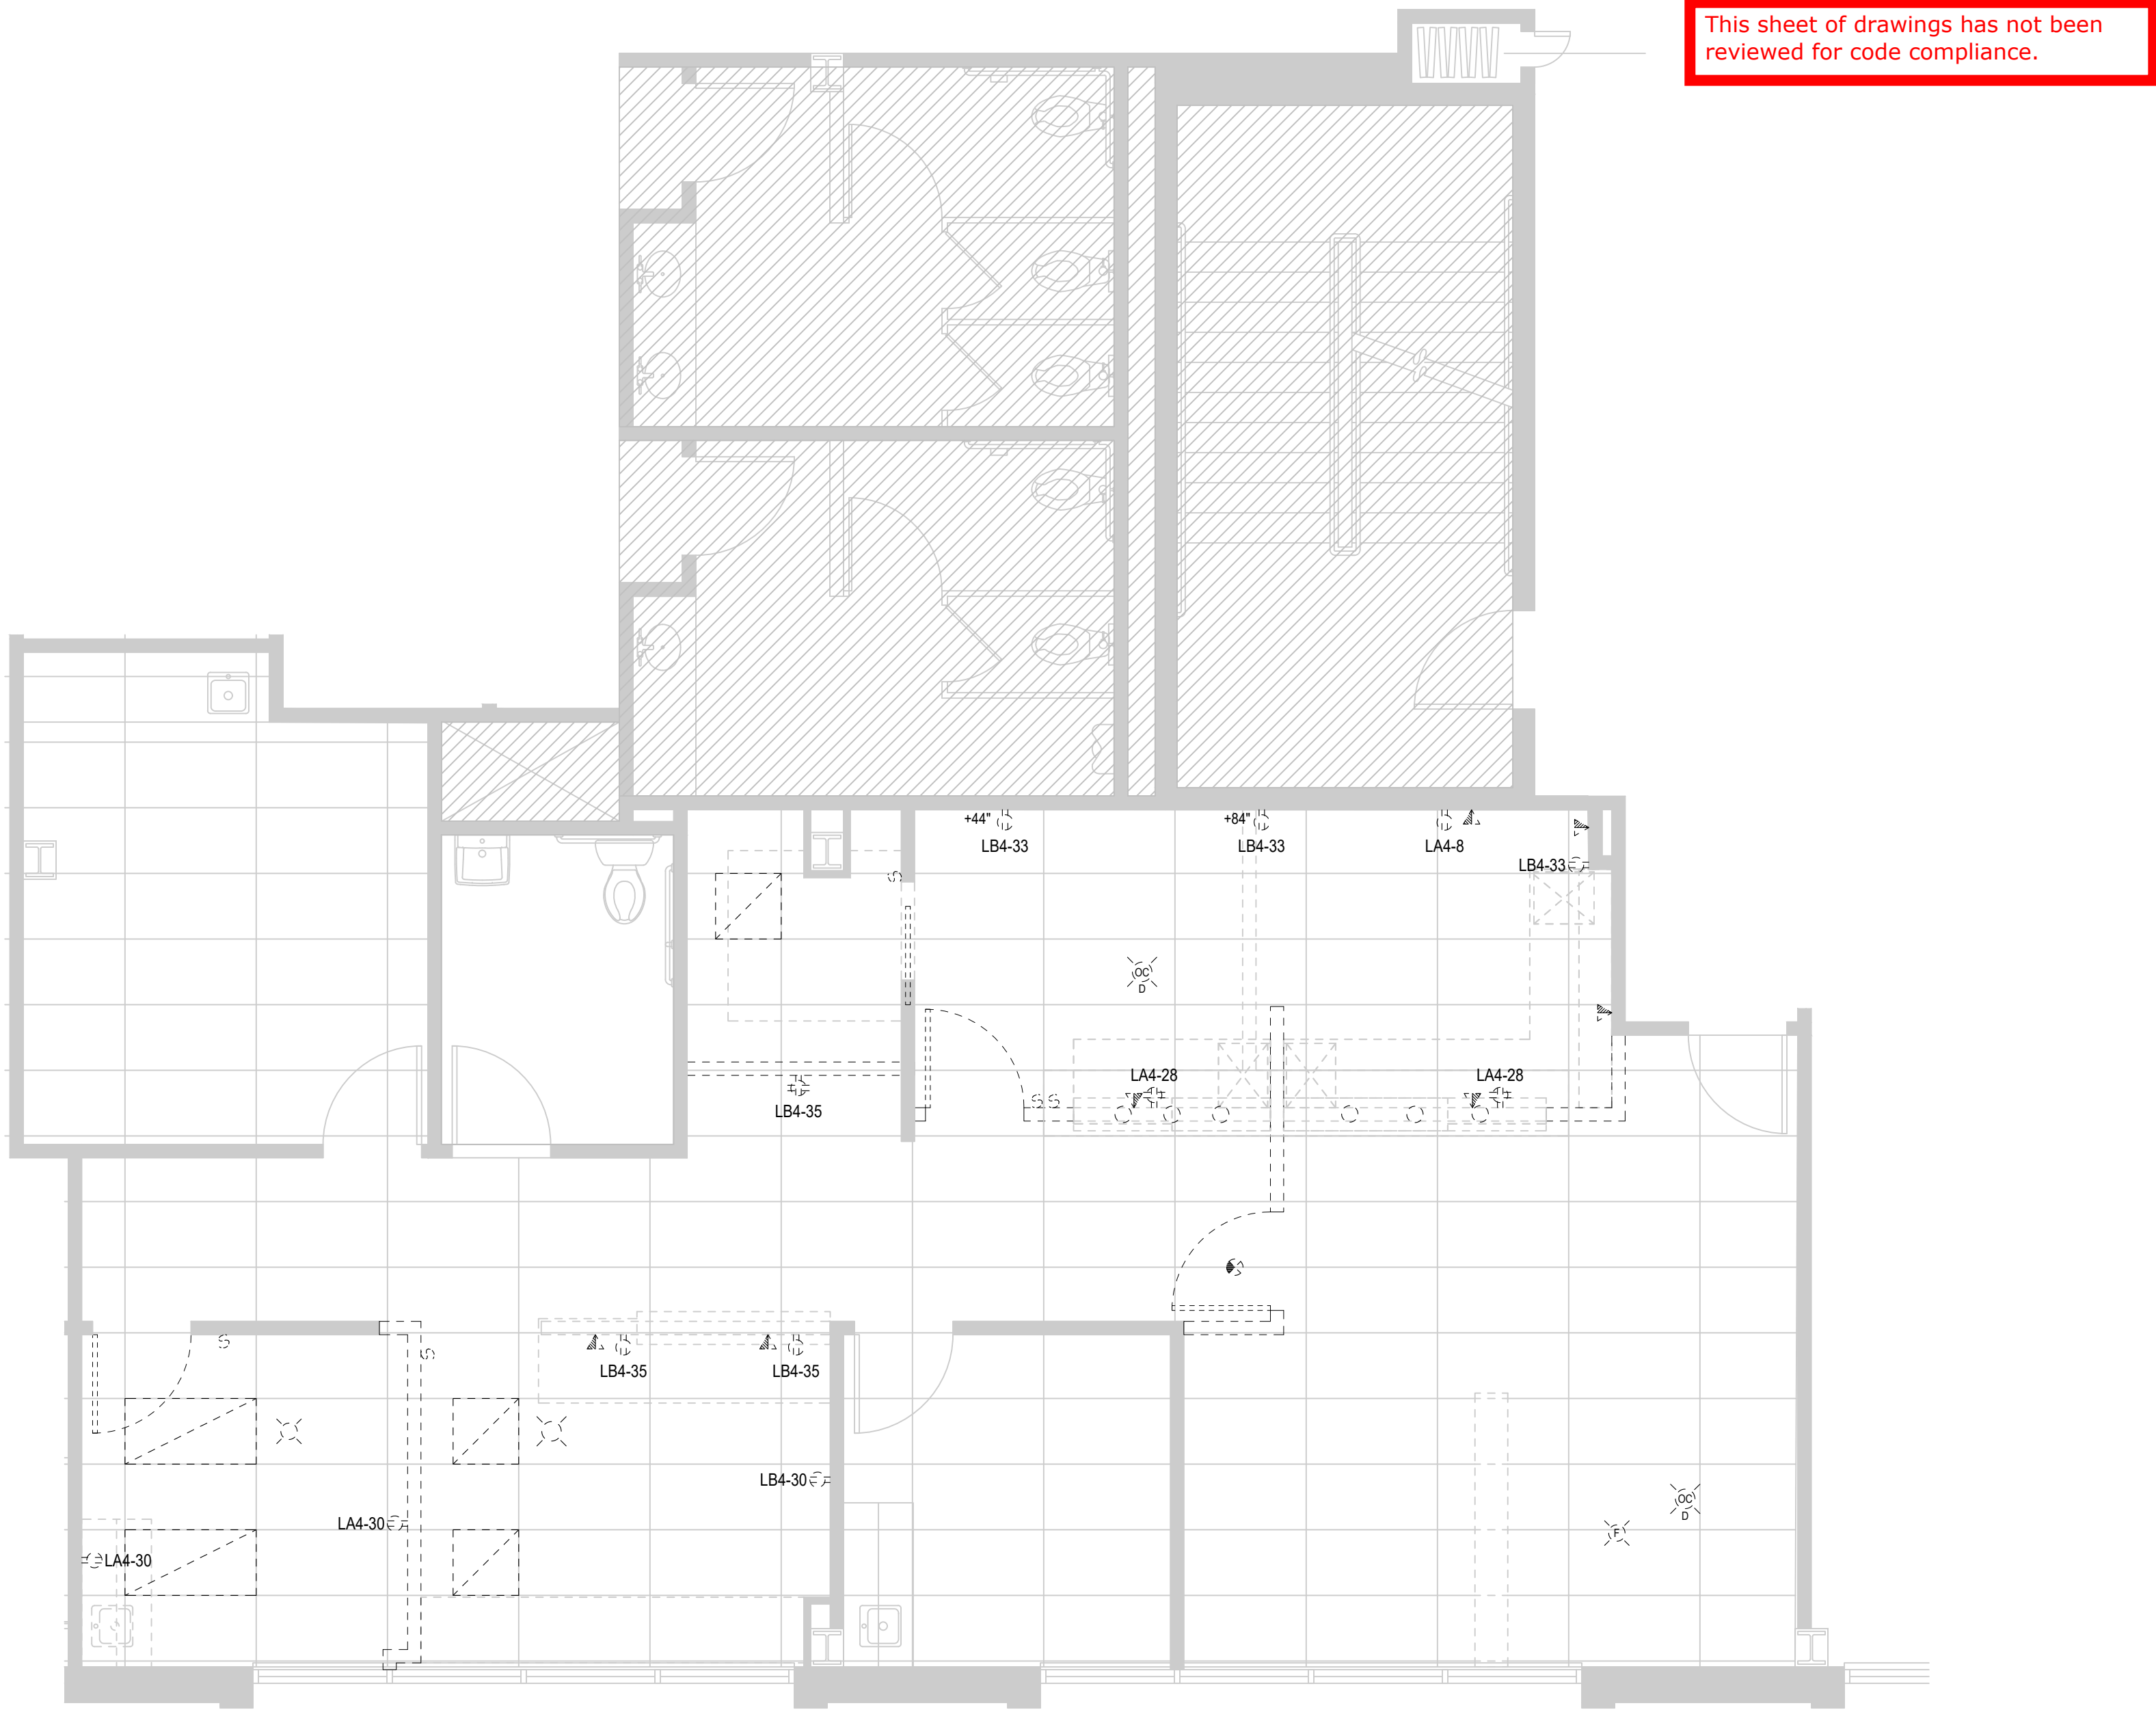 This sheet of drawings has not been
reviewed for code compliance.
+44"
LB4-33
+84"
LB4-33
LA4-8
LB4-33
S
OC
D
LA4-28
LA4-28
S S
LB4-35
S
S
LB4-35
LB4-35
LB4-30
LA4-30
LA4-30
OC
D
F